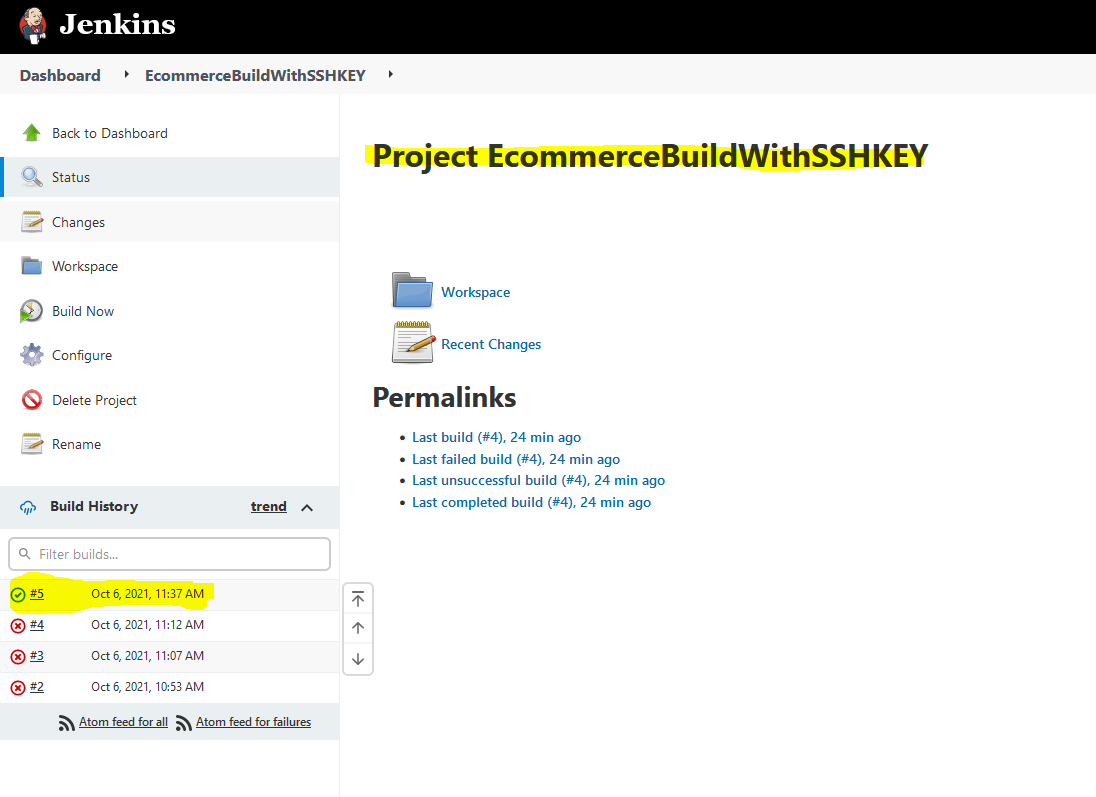 Jenkins
Dashboard EcommerceBuildWithSSHKEY
Back to Dashboard
Status
Changes
Workspace
Build Now
Configure
Delete Project
Rename
Build History trend
Filter builds...
#5 Oct 6, 2021, 11:37 AM
#4 Oct 6, 2021, 11:12 AM
#3 Oct 6, 2021, 11:07 AM
#2 Oct 6, 2021, 10:53 AM
Atom feed for all Atom feed for failures
Project EcommerceBuildWithSSHKEY
Workspace
Recent Changes
Permalinks
Last build (#4), 24 min ago
Last failed build (#4), 24 min ago
Last unsuccessful build (#4), 24 min ago
Last completed build (#4), 24 min ago